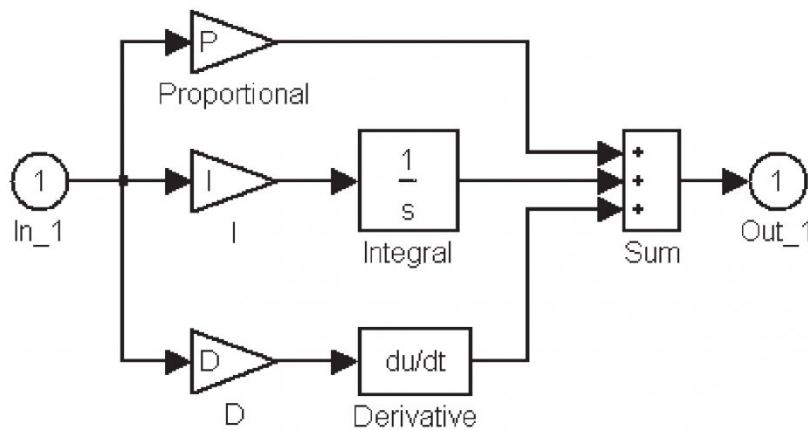 P
Proportional
1
In_1
I
I
1
s
Integral
+
+
+
Sum
1
Out_1
D
D
du/dt
Derivative